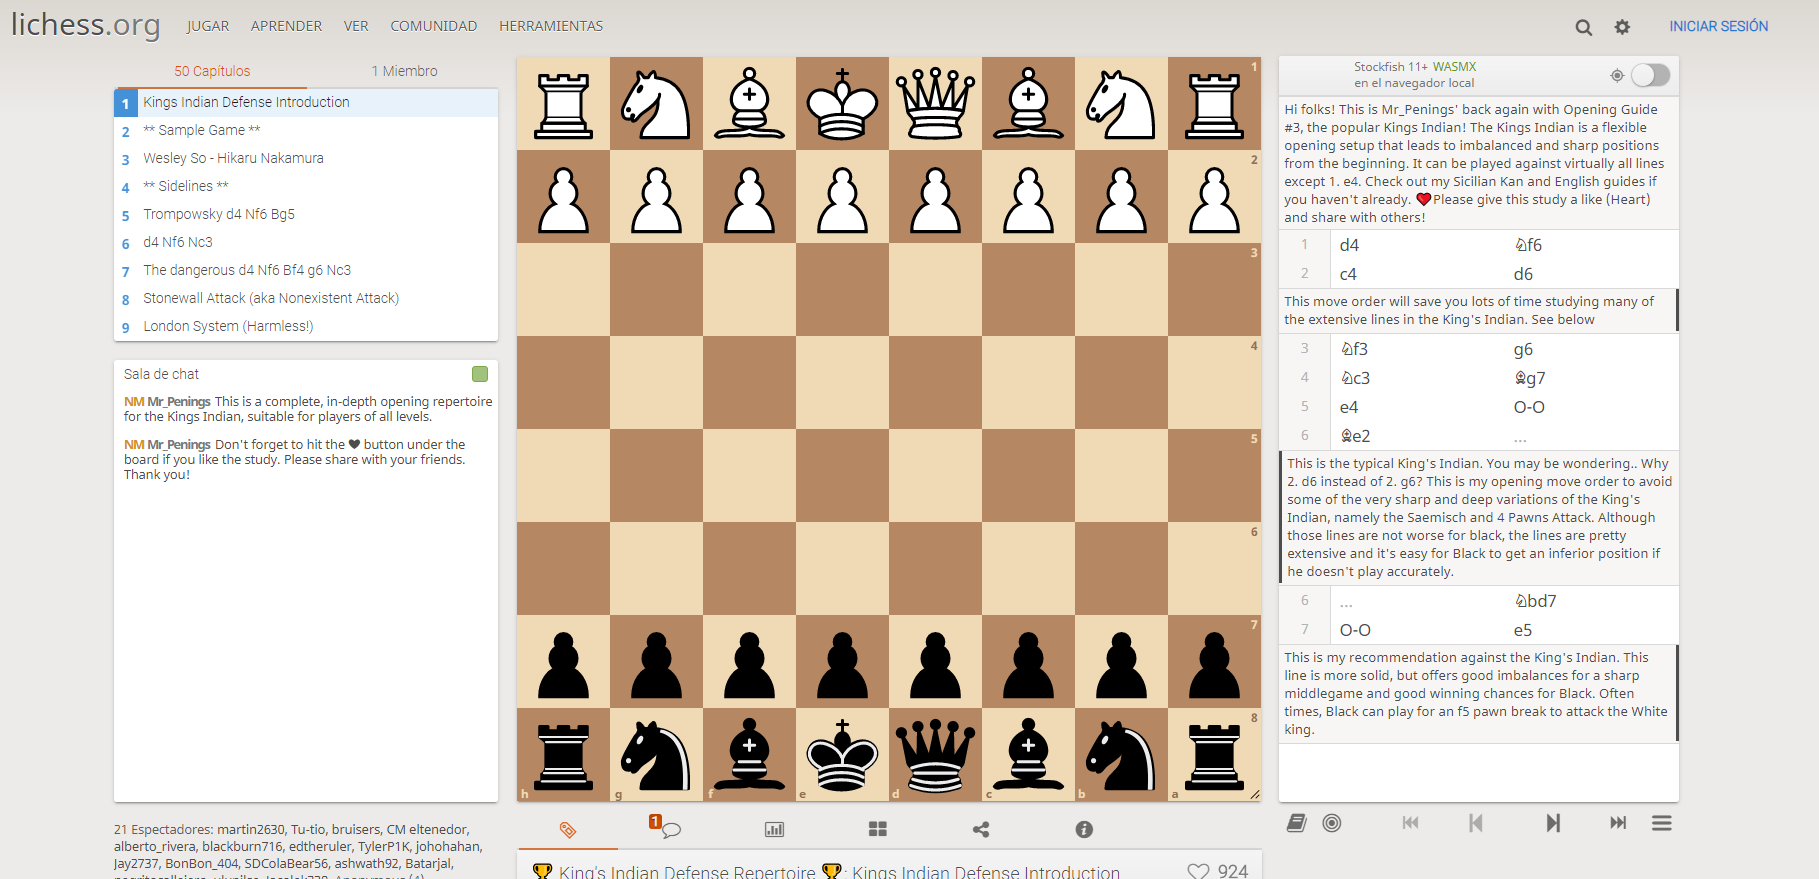 lichess.org
JUGAR APRENDER VER COMUNIDAD HERRAMIENTAS
INICIAR SESIÓN
50 Capítulos 1 Miembro
1 Kings Indian Defense Introduction
2 ** Sample Game **
3 Wesley So - Hikaru Nakamura
4 ** Sidelines **
5 Trompowsky d4 Nf6 Bg5
6 d4 Nf6 Nc3
7 The dangerous d4 Nf6 Bf4 g6 Nc3
8 Stonewall Attack (aka Nonexistent Attack)
9 London System (Harmless!)
Sala de chat
NM Mr_Penings This is a complete, in-depth opening repertoire
for the Kings Indian, suitable for players of all levels.
NM Mr_Penings Don't forget to hit the ♥ button under the
board if you like the study. Please share with your friends.
Thank you!
21 Espectadores: martin2630, Tu-tio, bruisers, CM eltenedor,
alberto_rivera, blackburn716, edtheruler, TylerP1K, johohahan,
Jay2737, BonBon_404, SDColaBear56, ashwath92, Batarjal,
1
2
3
4
5
6
7
8
h g f e d c b a
1
🏆 King's Indian Defense Repertoire 🏆: Kings Indian Defense Introduction
924
Stockfish 11+ WASMX
en el navegador local
Hi folks! This is Mr_Penings' back again with Opening Guide
#3, the popular Kings Indian! The Kings Indian is a flexible
opening setup that leads to imbalanced and sharp positions
from the beginning. It can be played against virtually all lines
except 1. e4. Check out my Sicilian Kan and English guides if
you haven't already. ❤️Please give this study a like (Heart)
and share with others!
1 d4 ♘f6
2 c4 d6
This move order will save you lots of time studying many of
the extensive lines in the King's Indian. See below
3 ♘f3 g6
4 ♘c3 ♗g7
5 e4 O-O
6 ♗e2 ...
This is the typical King's Indian. You may be wondering.. Why
2. d6 instead of 2. g6? This is my opening move order to avoid
some of the very sharp and deep variations of the King's
Indian, namely the Saemisch and 4 Pawns Attack. Although
those lines are not worse for black, the lines are pretty
extensive and it's easy for Black to get an inferior position if
he doesn't play accurately.
6 ... ♘bd7
7 O-O e5
This is my recommendation against the King's Indian. This
line is more solid, but offers good imbalances for a sharp
middlegame and good winning chances for Black. Often
times, Black can play for an f5 pawn break to attack the White
king.